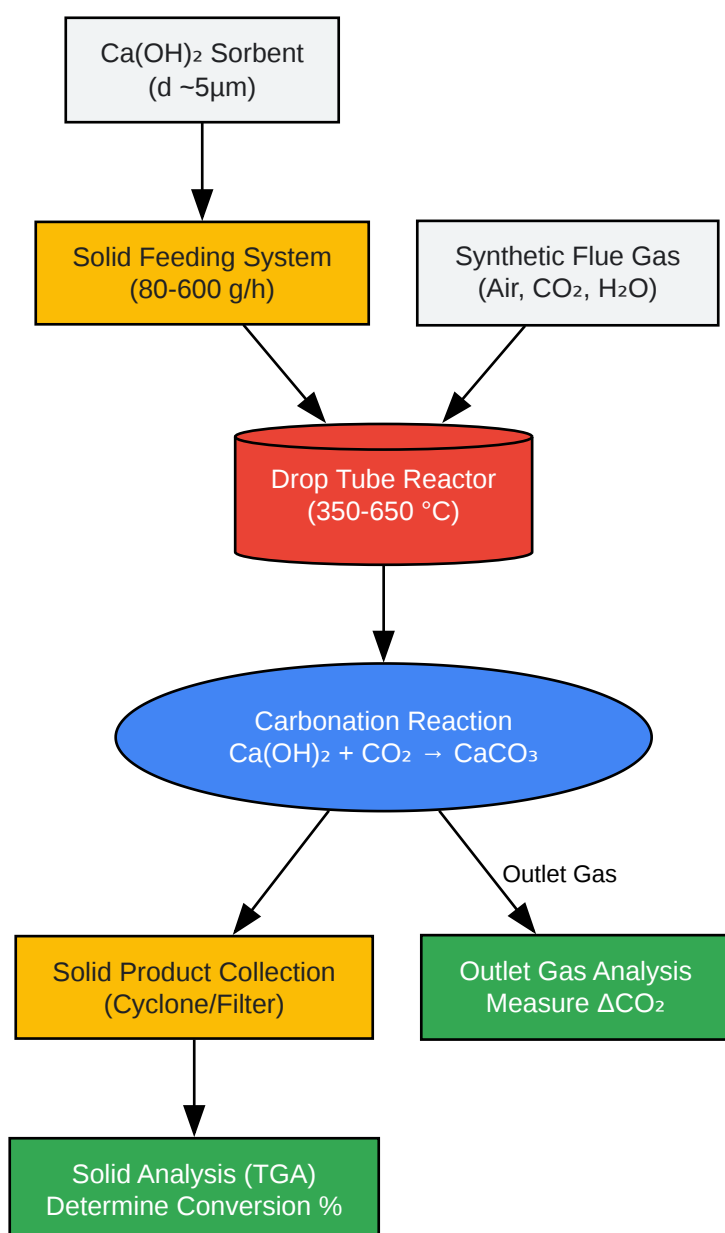 Ca(OH)₂ Sorbent
(d ~5μm)
Solid Feeding System
(80-600 g/h)
Synthetic Flue Gas
(Air, CO₂, H₂O)
Drop Tube Reactor
(350-650 °C)
Carbonation Reaction
Ca(OH)₂ + CO₂ → CaCO₃
Outlet Gas
Solid Product Collection
(Cyclone/Filter)
Outlet Gas Analysis
Measure ΔCO₂
Solid Analysis (TGA)
Determine Conversion %